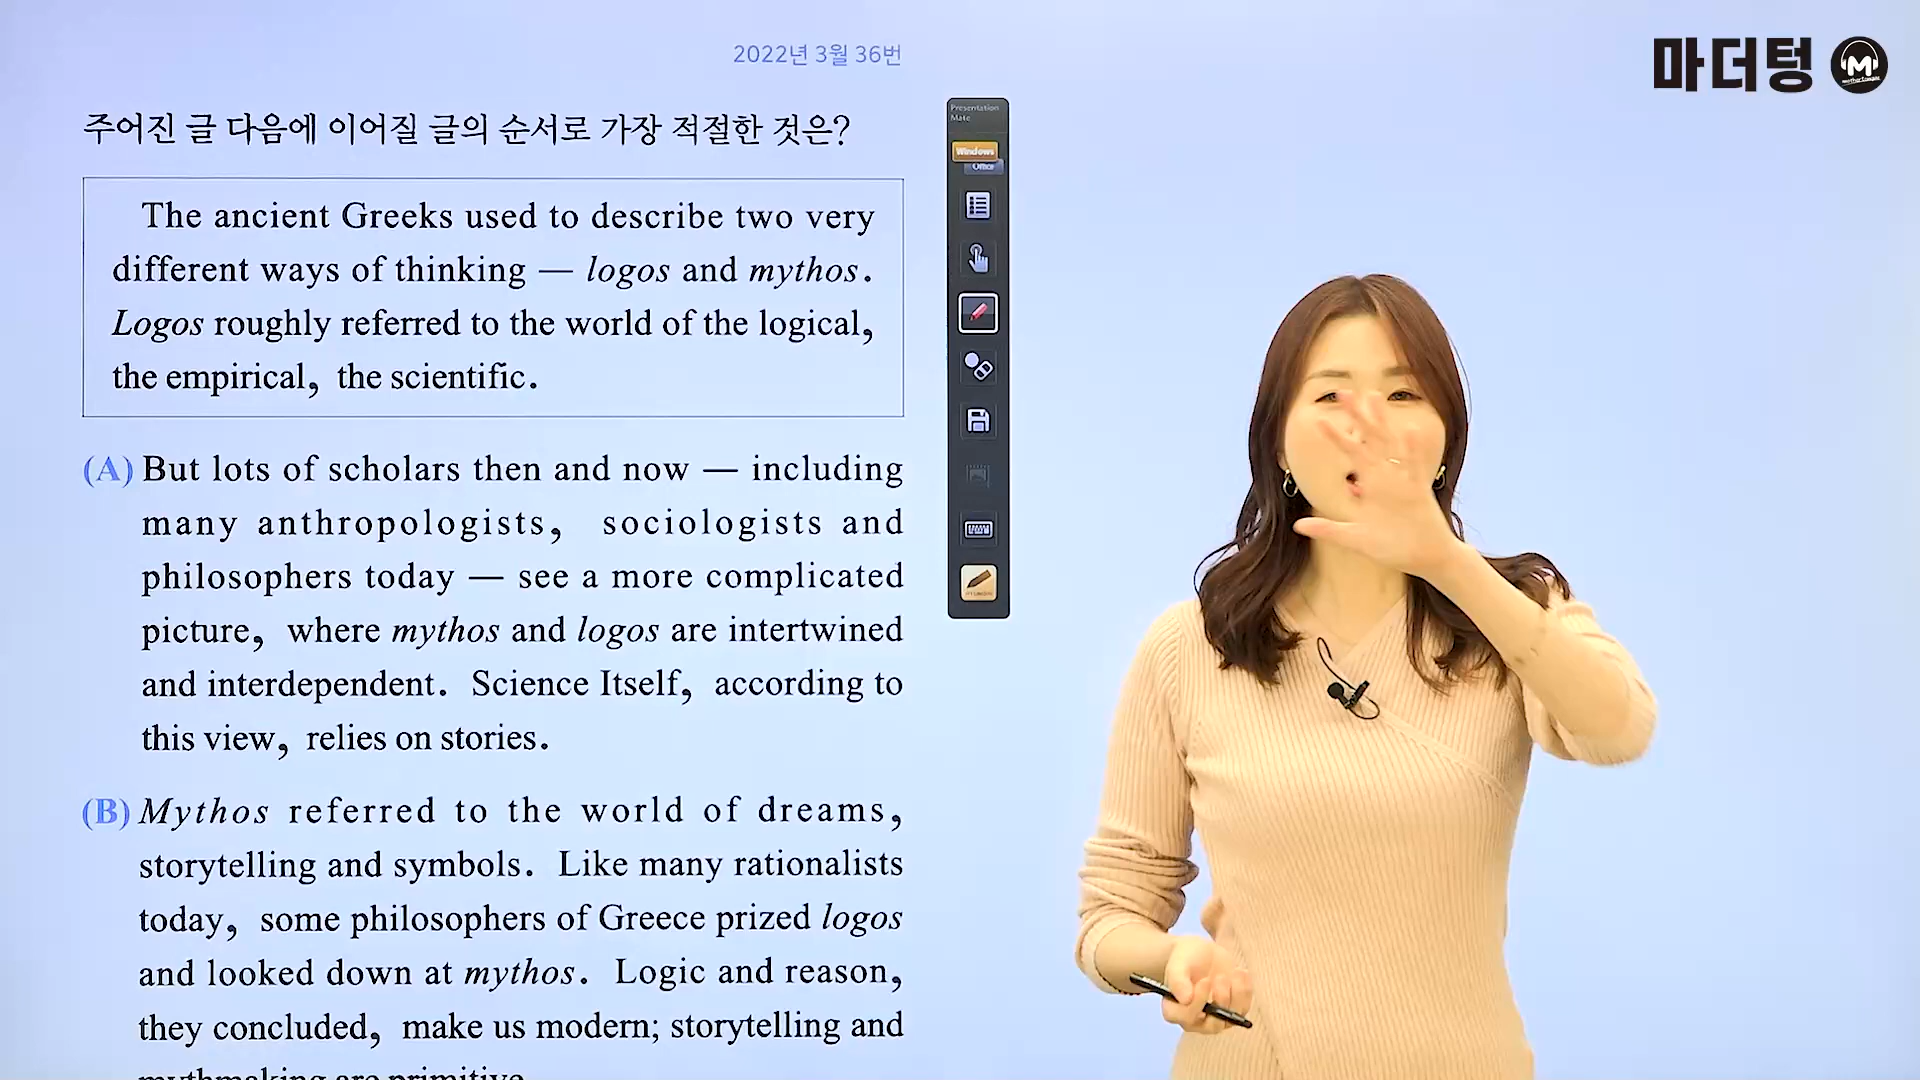 2022년 3월 36번
마더텅
주어진 글 다음에 이어질 글의 순서로 가장 적절한 것은?
Presentation
Mate
Windows
Office
The ancient Greeks used to describe two very
different ways of thinking — logos and mythos.
Logos roughly referred to the world of the logical,
the empirical, the scientific.
(A) But lots of scholars then and now — including
many anthropologists, sociologists and
philosophers today — see a more complicated
picture, where mythos and logos are intertwined
and interdependent. Science Itself, according to
this view, relies on stories.
(B) Mythos referred to the world of dreams,
storytelling and symbols. Like many rationalists
today, some philosophers of Greece prized logos
and looked down at mythos. Logic and reason,
they concluded, make us modern; storytelling and
mythmaking are primitive.